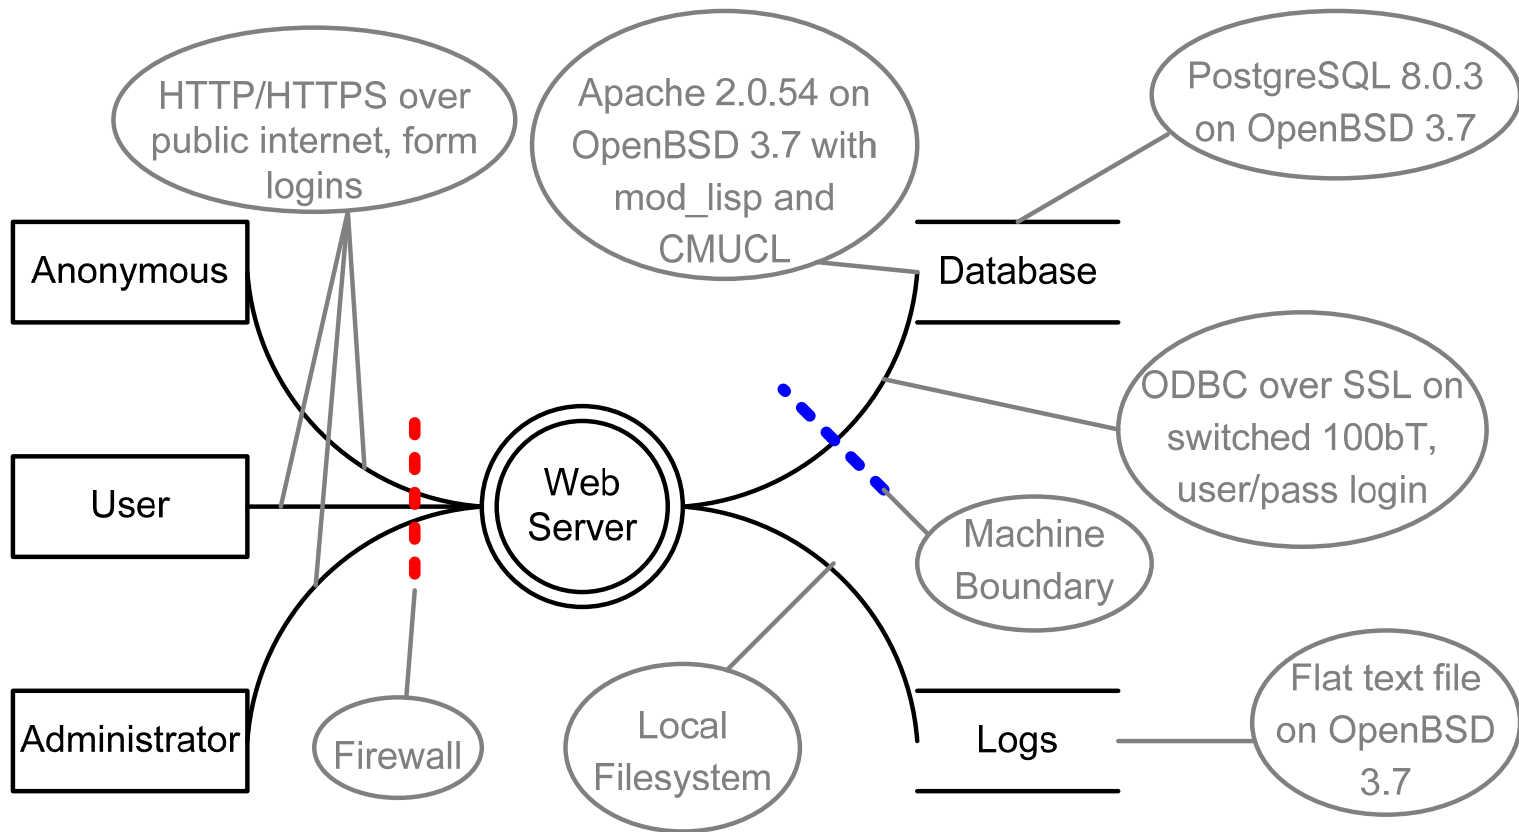 HTTP/HTTPS over
public internet, form
logins
Apache 2.0.54 on
OpenBSD 3.7 with
mod_lisp and
CMUCL
PostgreSQL 8.0.3
on OpenBSD 3.7
Anonymous
Database
ODBC over SSL on
switched 100bT,
user/pass login
User
Web
Server
Machine
Boundary
Administrator
Firewall
Local
Filesystem
Logs
Flat text file
on OpenBSD
3.7